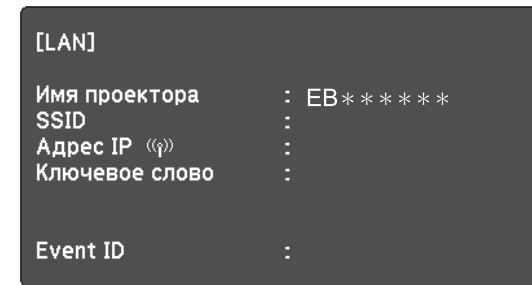 [LAN]
Имя проектора : EB＊＊＊＊＊＊
SSID :
Адрес IP :
Ключевое слово :
Event ID :